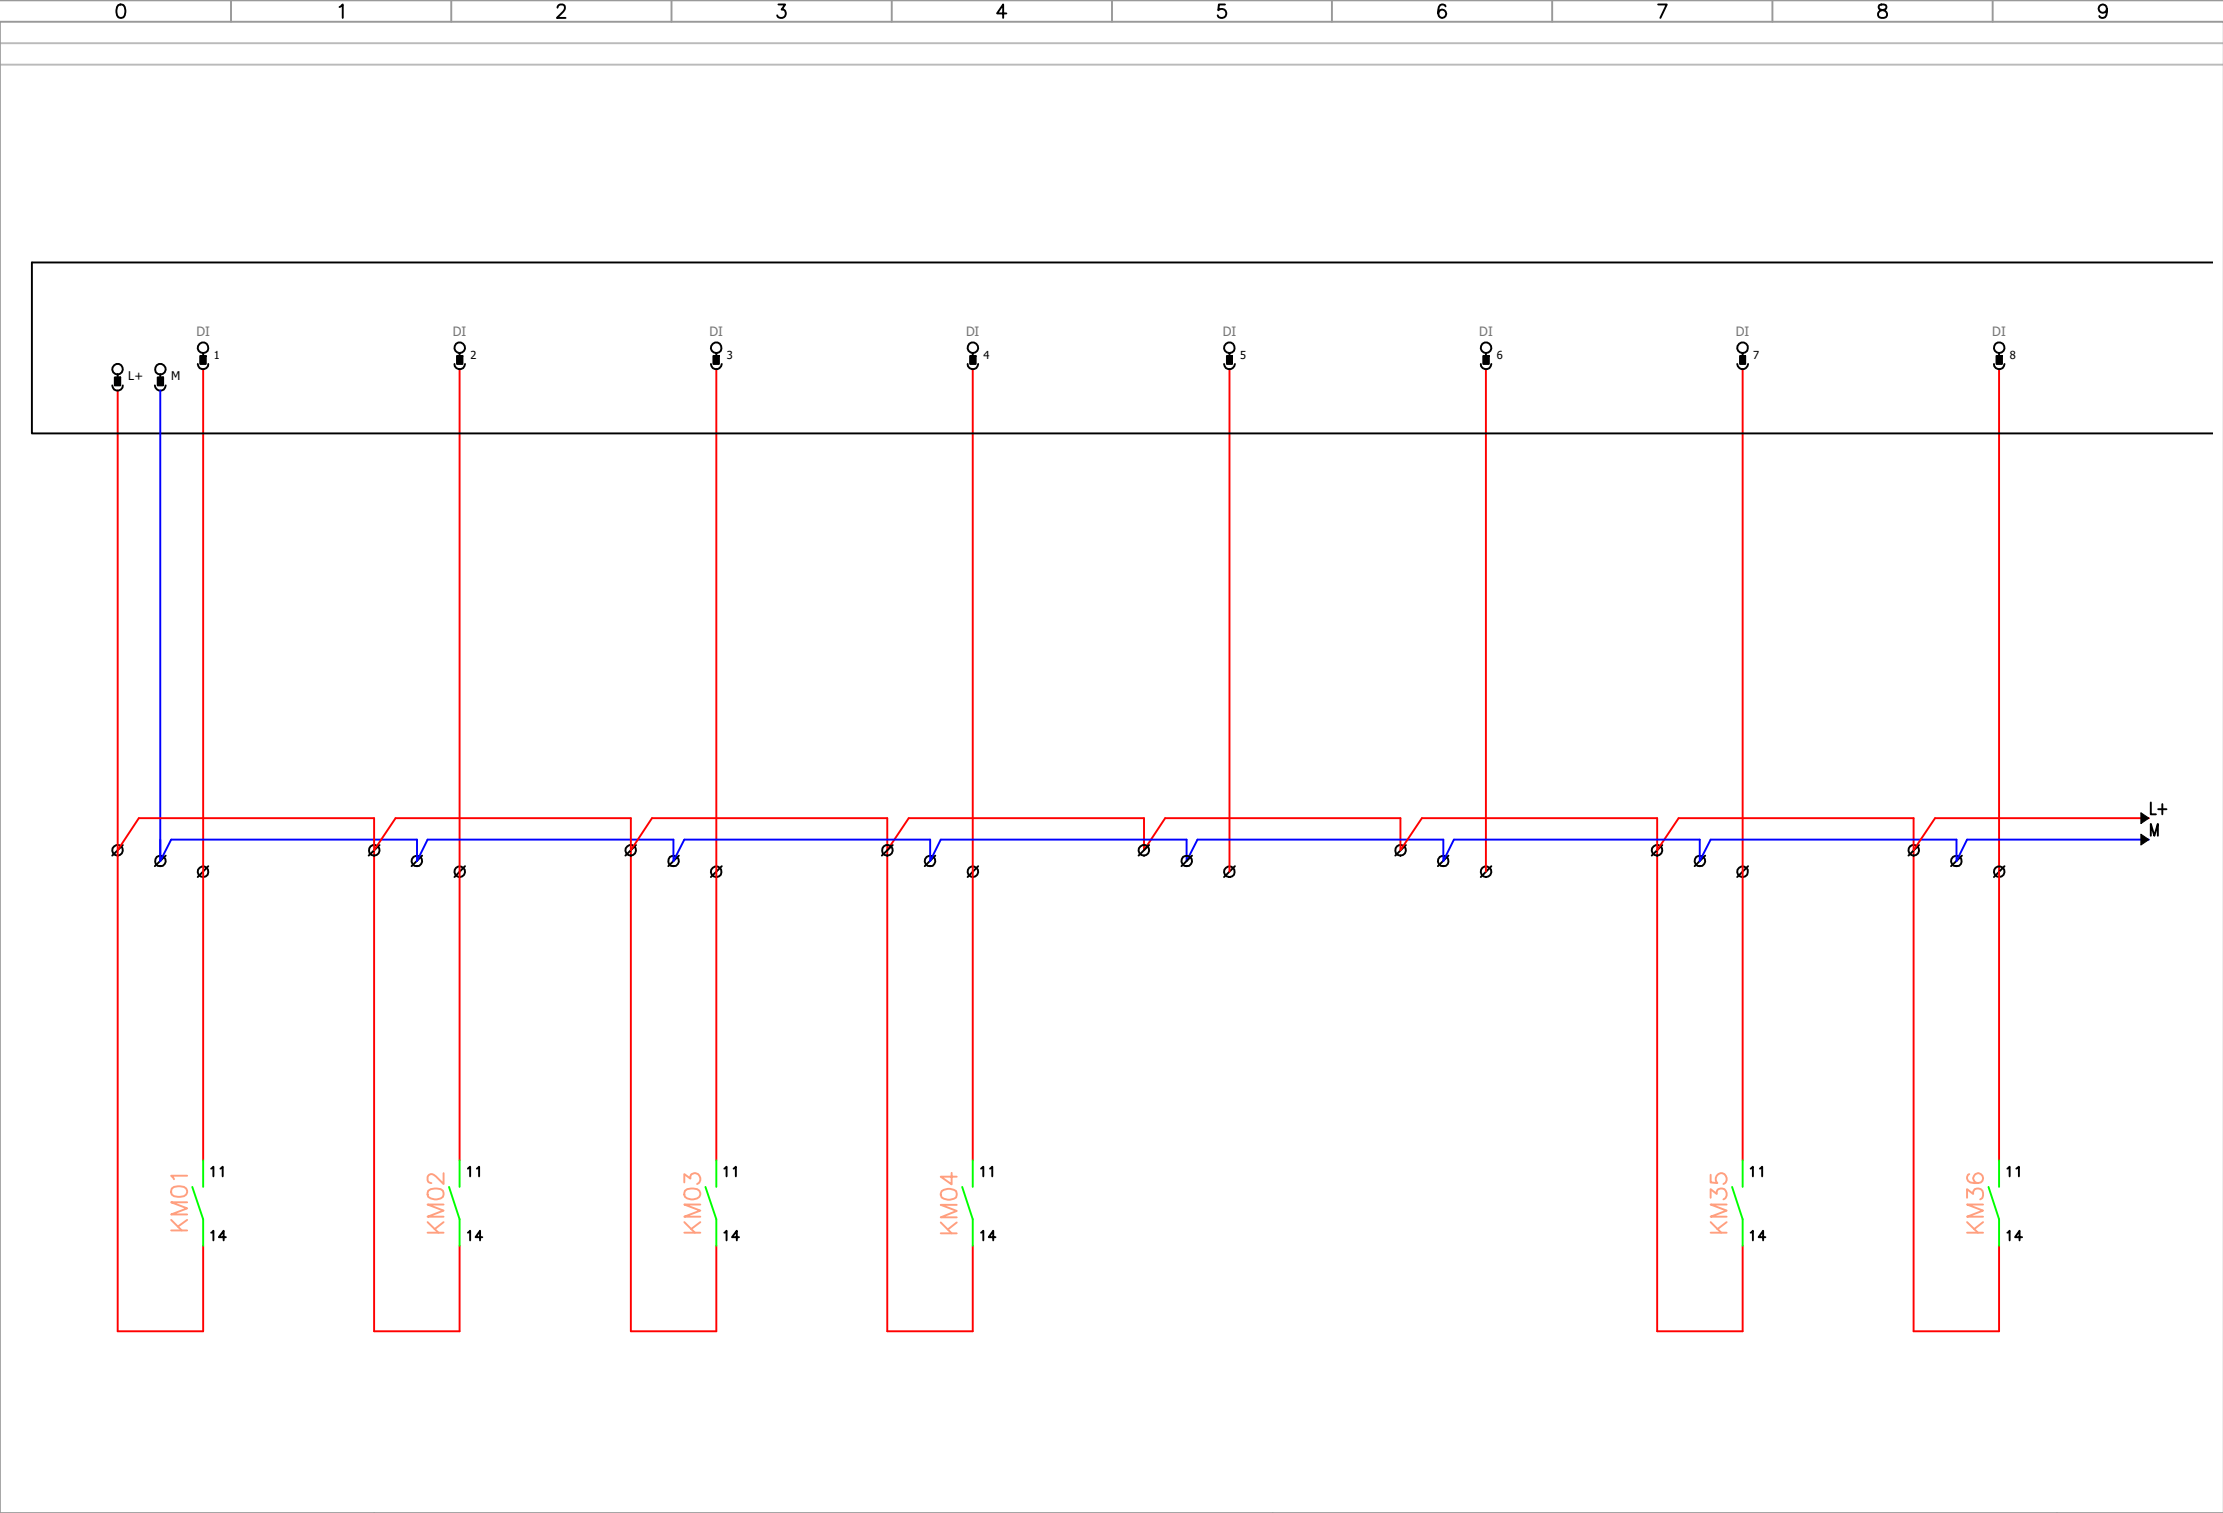 0 1 2 3 4 5 6 7 8 9
DI DI DI DI DI DI DI DI
1 2 3 4 5 6 7 8
L+ M
L+
M
11 11 11 11 11 11
KM01 KM02 KM03 KM04 KM35 KM36
14 14 14 14 14 14